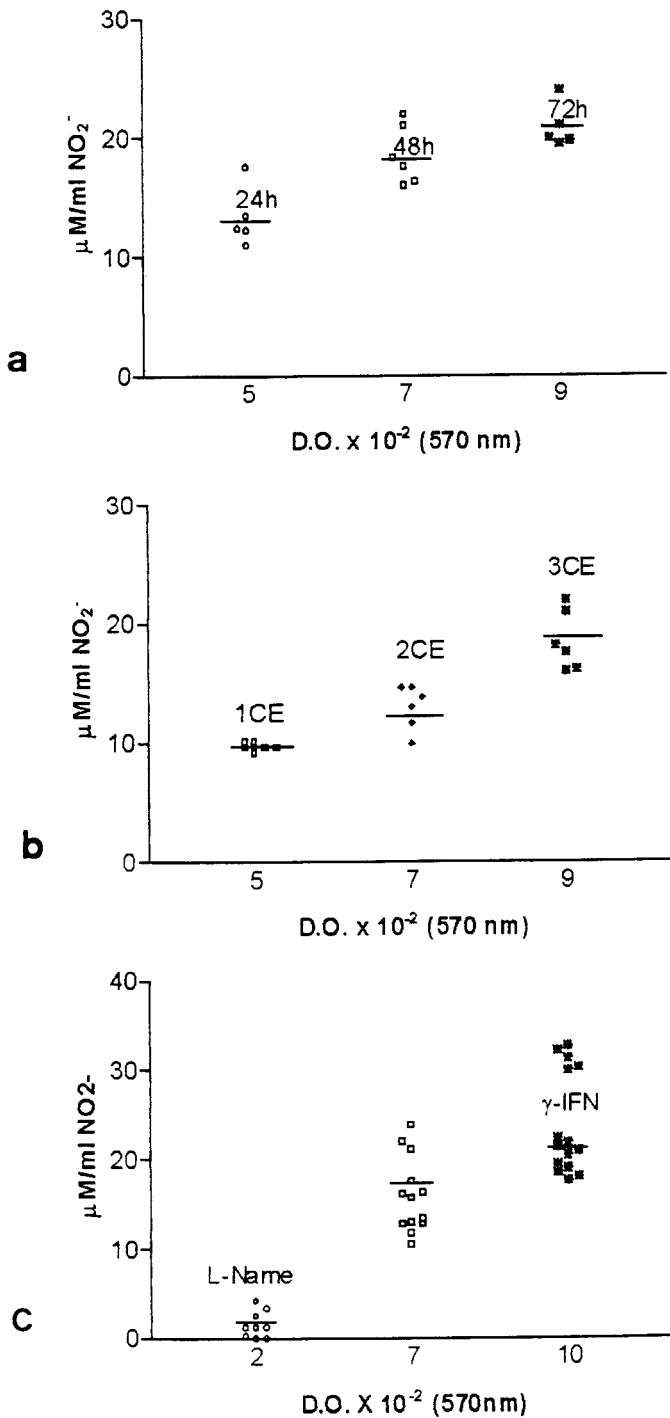 30
20
10
0
μM/ml NO₂⁻
24h
48h
72h
5 7 9
D.O. x 10⁻² (570 nm)
a
30
20
10
0
μM/ml NO₂⁻
1CE
2CE
3CE
5 7 9
D.O. x 10⁻² (570 nm)
b
40
30
20
10
0
μM/ml NO2-
L-Name
γ-IFN
2 7 10
D.O. X 10⁻² (570nm)
C